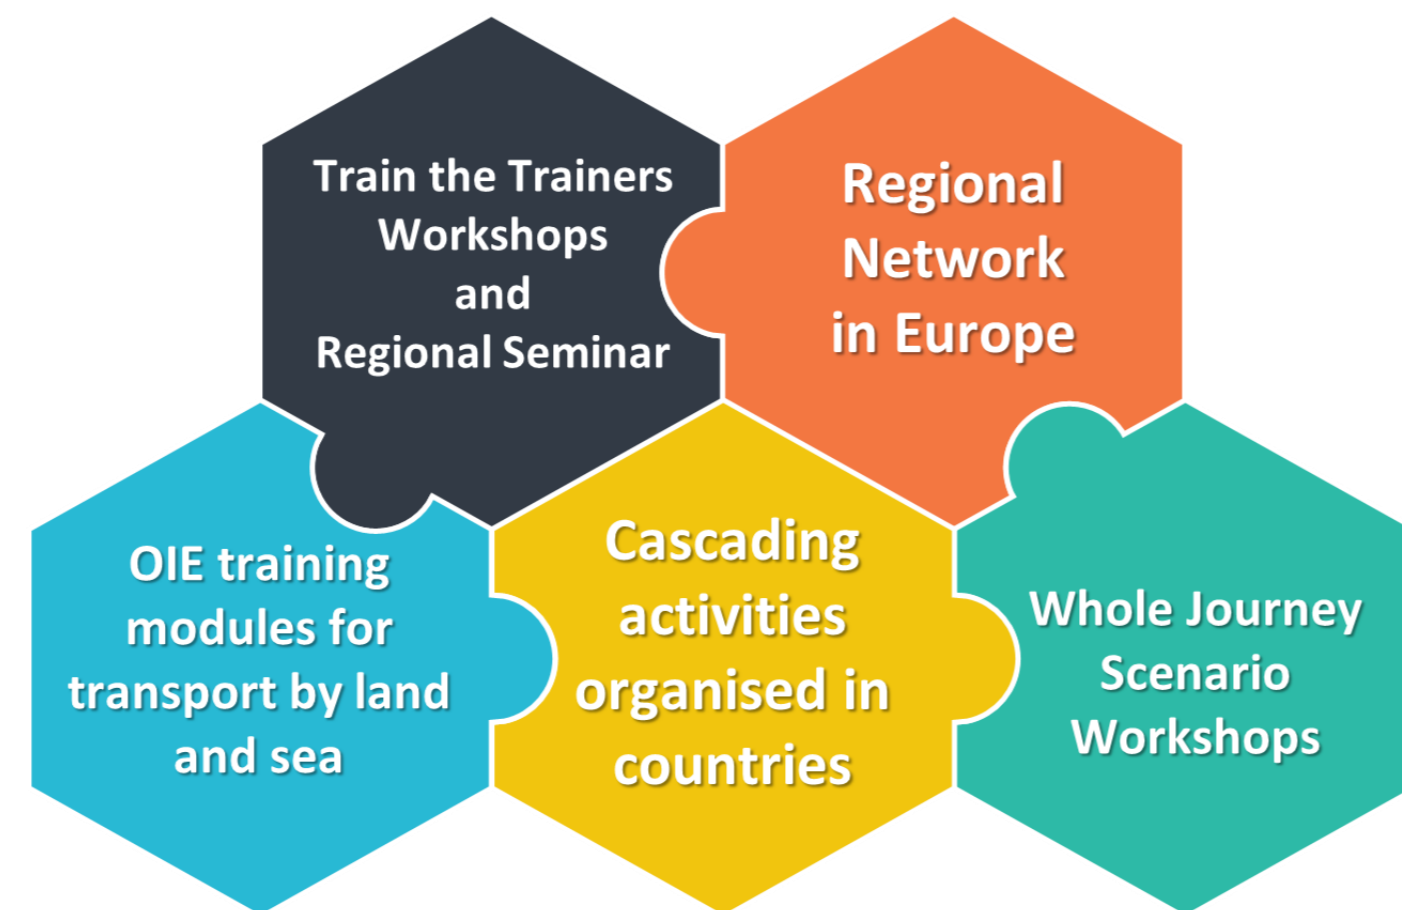 Train the Trainers
Workshops
and
Regional Seminar
Regional
Network
in Europe
OIE training
modules for
transport by land
and sea
Cascading
activities
organised in
countries
Whole Journey
Scenario
Workshops